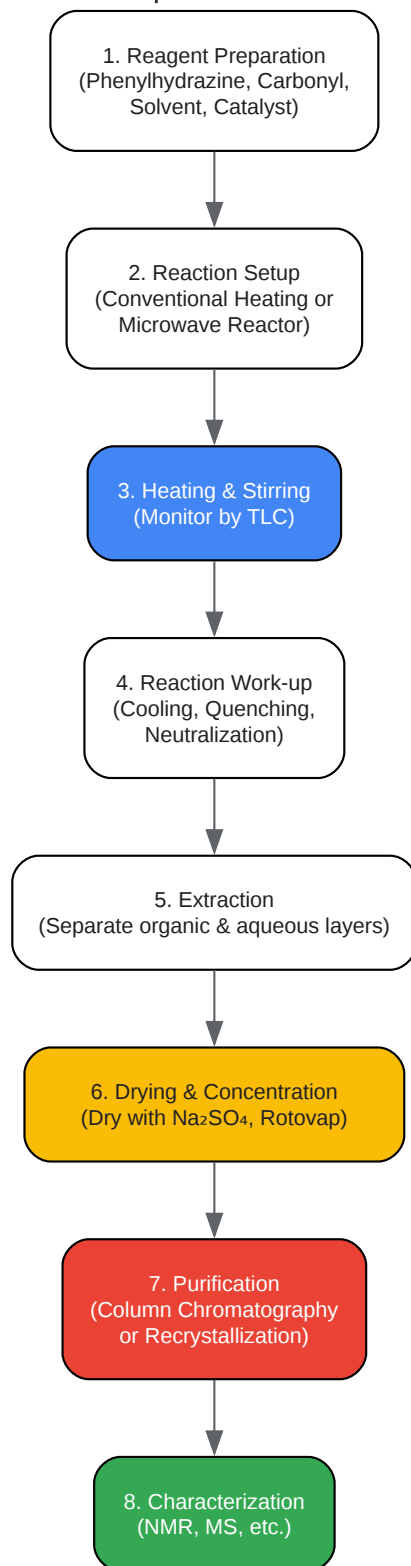 1. Reagent Preparation
(Phenylhydrazine, Carbonyl,
Solvent, Catalyst)
2. Reaction Setup
(Conventional Heating or
Microwave Reactor)
3. Heating & Stirring
(Monitor by TLC)
4. Reaction Work-up
(Cooling, Quenching,
Neutralization)
5. Extraction
(Separate organic & aqueous layers)
6. Drying & Concentration
(Dry with Na₂SO₄, Rotovap)
7. Purification
(Column Chromatography
or Recrystallization)
8. Characterization
(NMR, MS, etc.)